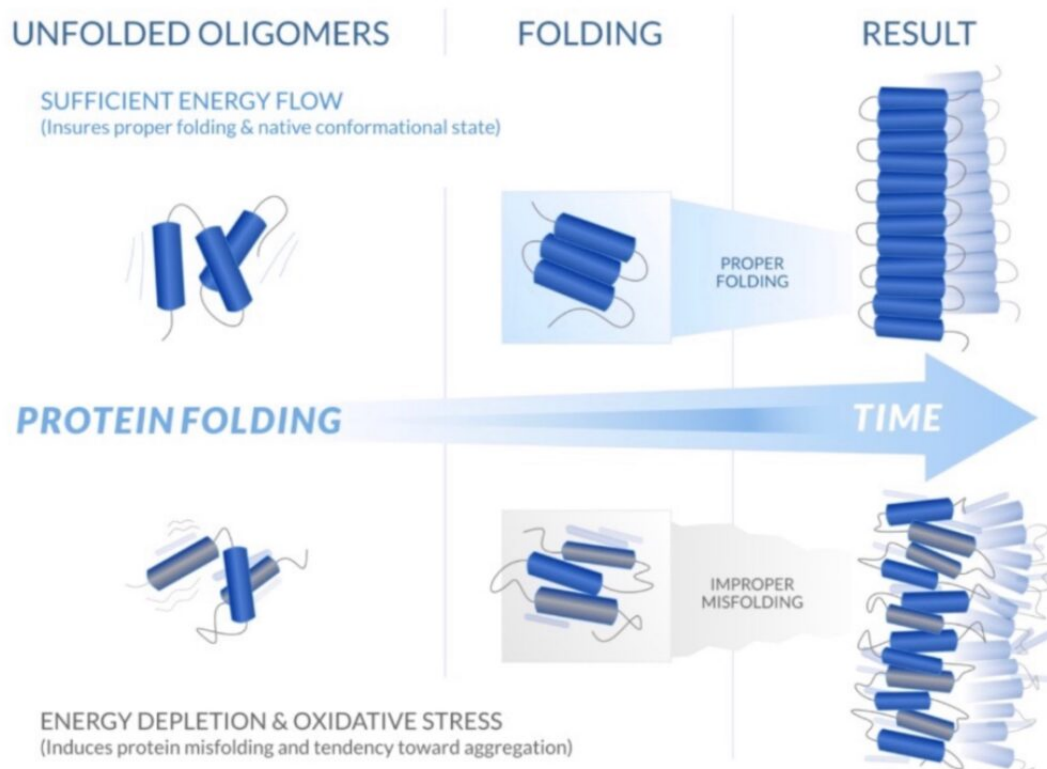 UNFOLDED OLIGOMERS
FOLDING
RESULT
SUFFICIENT ENERGY FLOW
(Insures proper folding & native conformational state)
PROPER
FOLDING
PROTEIN FOLDING
TIME
IMPROPER
MISFOLDING
ENERGY DEPLETION & OXIDATIVE STRESS
(Induces protein misfolding and tendency toward aggregation)